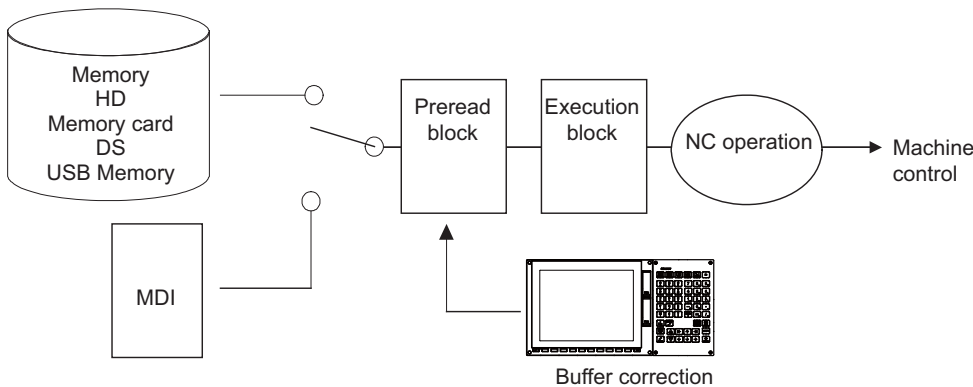 Memory
HD
Memory card
DS
USB Memory
MDI
Preread
block
Execution
block
NC operation
Machine
control
Buffer correction